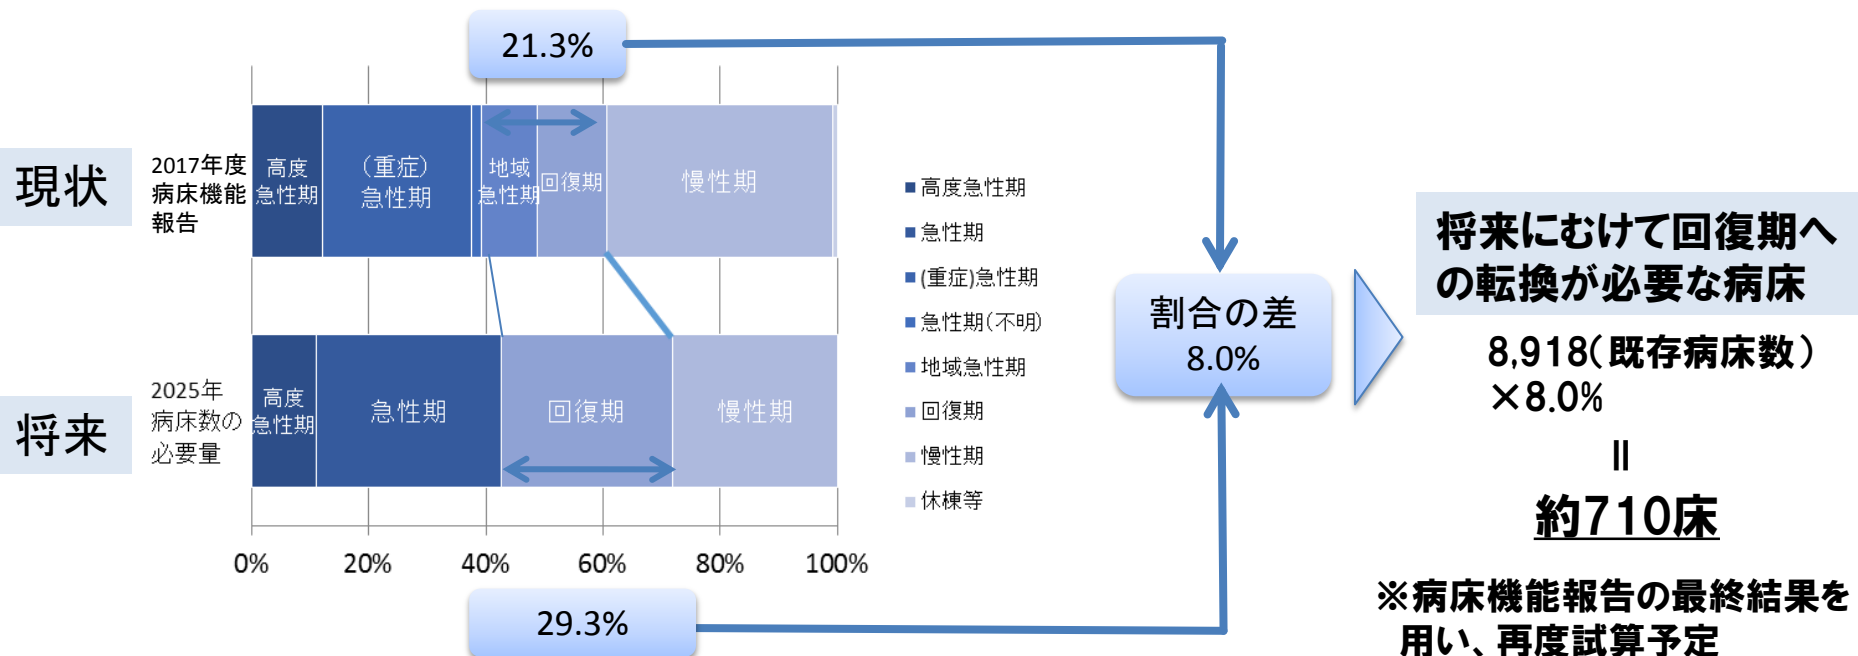 21.3%
現状
2017年度
病床機能
報告
高度
急性期
(重症)
急性期
地域
急性期
回復期
慢性期
将来
2025年
病床数の
必要量
高度
急性期
急性期
回復期
慢性期
0%
20%
40%
60%
80%
100%
29.3%
高度急性期
急性期
(重症)急性期
急性期(不明)
地域急性期
回復期
慢性期
休棟等
割合の差
8.0%
将来にむけて回復期へ
の転換が必要な病床
8,918(既存病床数)
×8.0%
=
約710床
※病床機能報告の最終結果を
用い、再度試算予定